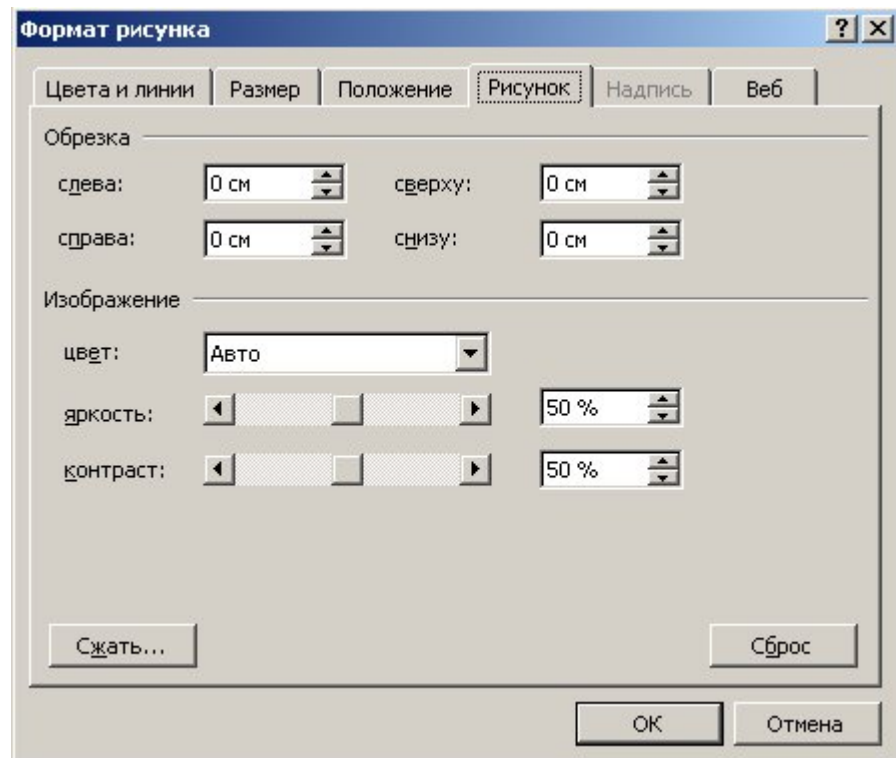 Формат рисунка
Цвета и линии Размер Положение Рисунок Надпись Веб
Обрезка
слева: 0 см сверху: 0 см
справа: 0 см снизу: 0 см
Изображение
цвет: Авто
яркость: 50 %
контраст: 50 %
Сжать... Сброс
ОК Отмена